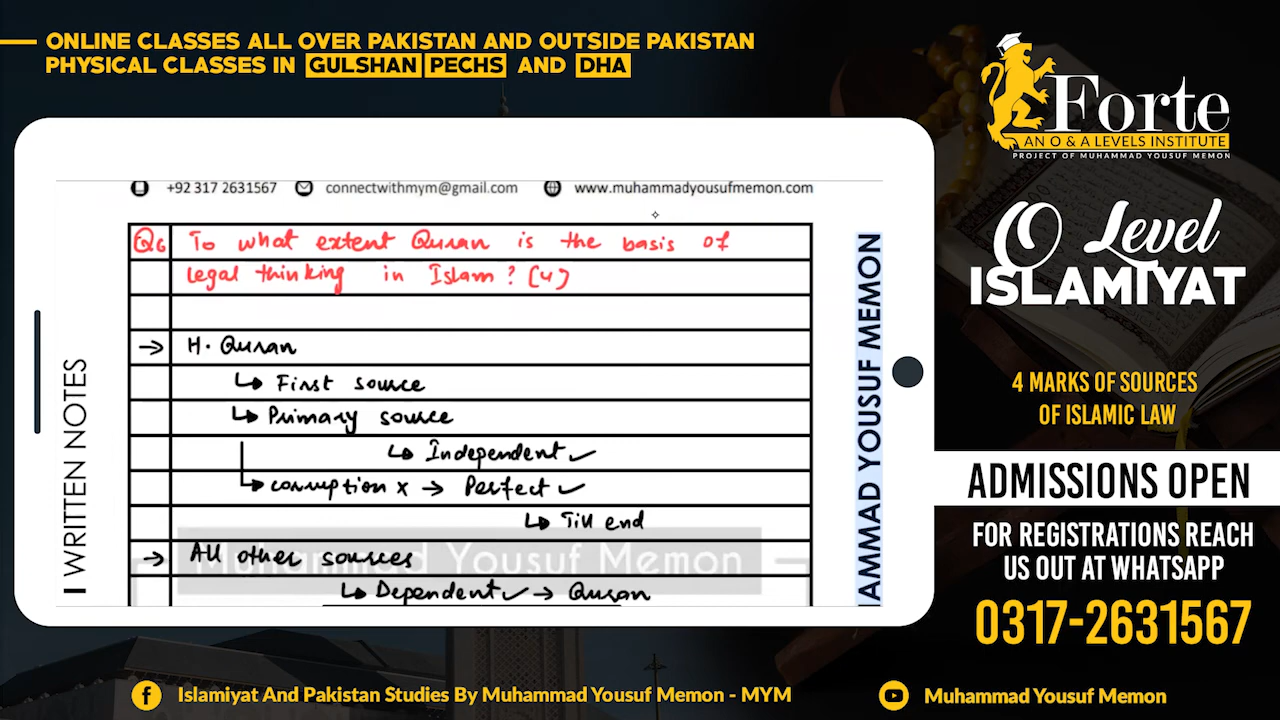 ONLINE CLASSES ALL OVER PAKISTAN AND OUTSIDE PAKISTAN
PHYSICAL CLASSES IN GULSHAN PECHS AND DHA
Forte
AN O & A LEVELS INSTITUTE
PROJECT OF MUHAMMAD YOUSUF MEMON
+92 317 2631567 connectwithmym@gmail.com www.muhammadyousufmemon.com
Q6 To what extent Quran is the basis of
legal thinking in Islam? (4)
→ H. Quran
↳ First source
↳ Primary source
↳ Independent ✓
↳ corruption x → Perfect ✓
↳ Till end
→ All other sources
↳ Dependent ✓ → Quran
Muhammad Yousuf Memon
I WRITTEN NOTES
AMMAD YOUSUF MEMON
O Level
ISLAMIYAT
4 MARKS OF SOURCES
OF ISLAMIC LAW
ADMISSIONS OPEN
FOR REGISTRATIONS REACH
US OUT AT WHATSAPP
0317-2631567
Islamiyat And Pakistan Studies By Muhammad Yousuf Memon - MYM
Muhammad Yousuf Memon